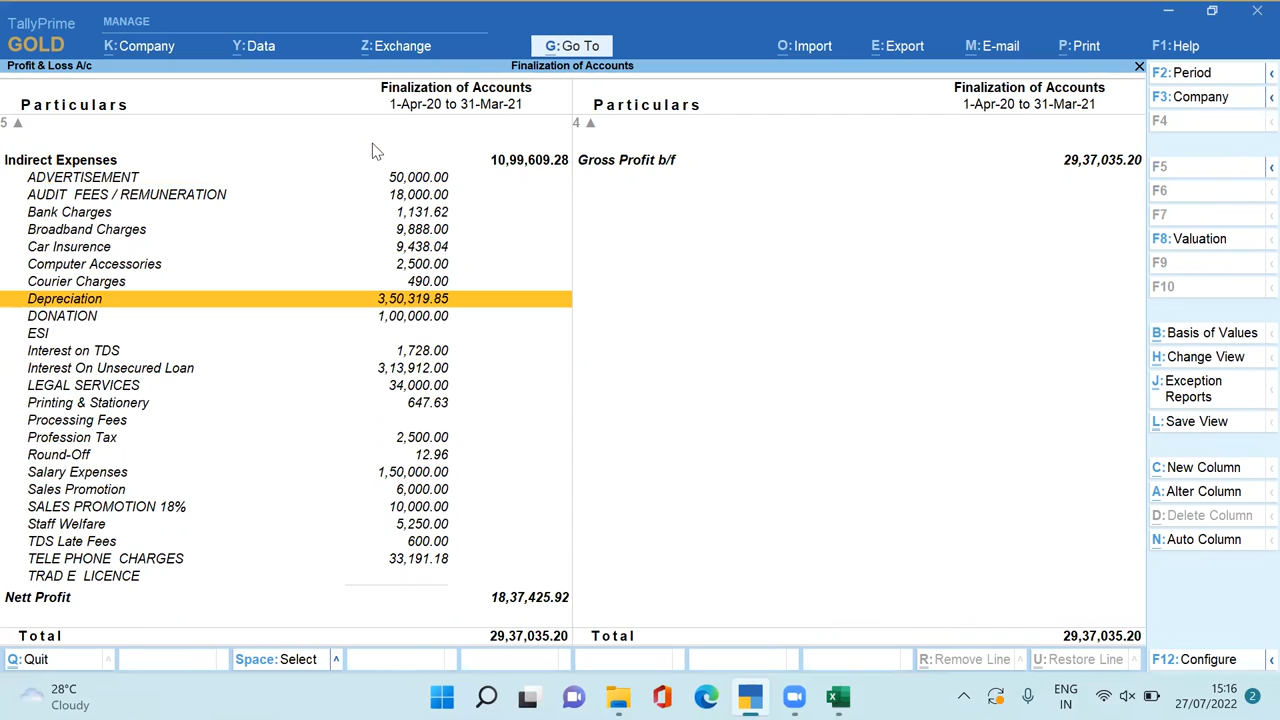 TallyPrime
GOLD
MANAGE
K:Company Y:Data Z:Exchange G:Go To O:Import E:Export M:E-mail P:Print F1:Help
Profit & Loss A/c Finalization of Accounts
Particulars Finalization of Accounts 1-Apr-20 to 31-Mar-21 Particulars Finalization of Accounts 1-Apr-20 to 31-Mar-21
5 ▲ 4 ▲
Indirect Expenses 10,99,609.28 Gross Profit b/f 29,37,035.20
ADVERTISEMENT 50,000.00
AUDIT FEES / REMUNERATION 18,000.00
Bank Charges 1,131.62
Broadband Charges 9,888.00
Car Insurence 9,438.04
Computer Accessories 2,500.00
Courier Charges 490.00
Depreciation 3,50,319.85
DONATION 1,00,000.00
ESI
Interest on TDS 1,728.00
Interest On Unsecured Loan 3,13,912.00
LEGAL SERVICES 34,000.00
Printing & Stationery 647.63
Processing Fees
Profession Tax 2,500.00
Round-Off 12.96
Salary Expenses 1,50,000.00
Sales Promotion 6,000.00
SALES PROMOTION 18% 10,000.00
Staff Welfare 5,250.00
TDS Late Fees 600.00
TELE PHONE CHARGES 33,191.18
TRAD E LICENCE
Nett Profit 18,37,425.92
Total 29,37,035.20 Total 29,37,035.20
F2: Period
F3: Company
F4
F5
F6
F7
F8: Valuation
F9
F10
B: Basis of Values
H: Change View
J: Exception
Reports
L: Save View
C: New Column
A: Alter Column
D: Delete Column
N: Auto Column
Q: Quit Space: Select R: Remove Line U: Restore Line F12: Configure
28°C
Cloudy
ENG
IN
15:16
27/07/2022
2